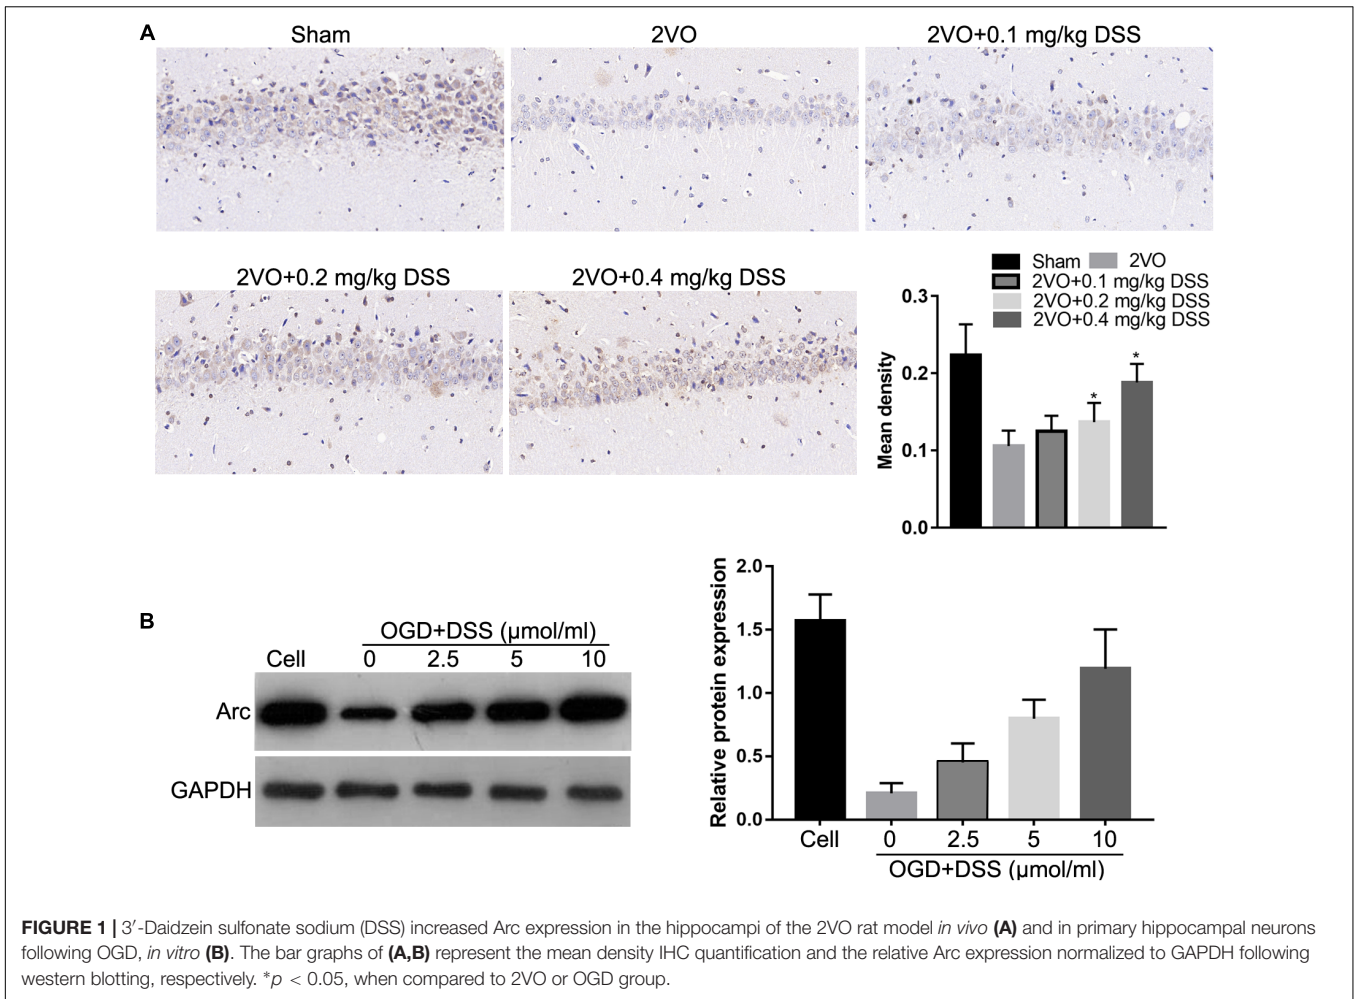 A
Sham
2VO
2VO+0.1 mg/kg DSS
2VO+0.2 mg/kg DSS
2VO+0.4 mg/kg DSS
Sham
2VO
2VO+0.1 mg/kg DSS
2VO+0.2 mg/kg DSS
2VO+0.4 mg/kg DSS
Mean density
0.3
0.2
0.1
0.0
*
*
B
OGD+DSS (μmol/ml)
Cell
0
2.5
5
10
Arc
GAPDH
Relative protein expression
2.0
1.5
1.0
0.5
0.0
Cell
0
2.5
5
10
OGD+DSS (μmol/ml)
FIGURE 1 | 3′-Daidzein sulfonate sodium (DSS) increased Arc expression in the hippocampi of the 2VO rat model in vivo (A) and in primary hippocampal neurons
following OGD, in vitro (B). The bar graphs of (A,B) represent the mean density IHC quantification and the relative Arc expression normalized to GAPDH following
western blotting, respectively. *p < 0.05, when compared to 2VO or OGD group.